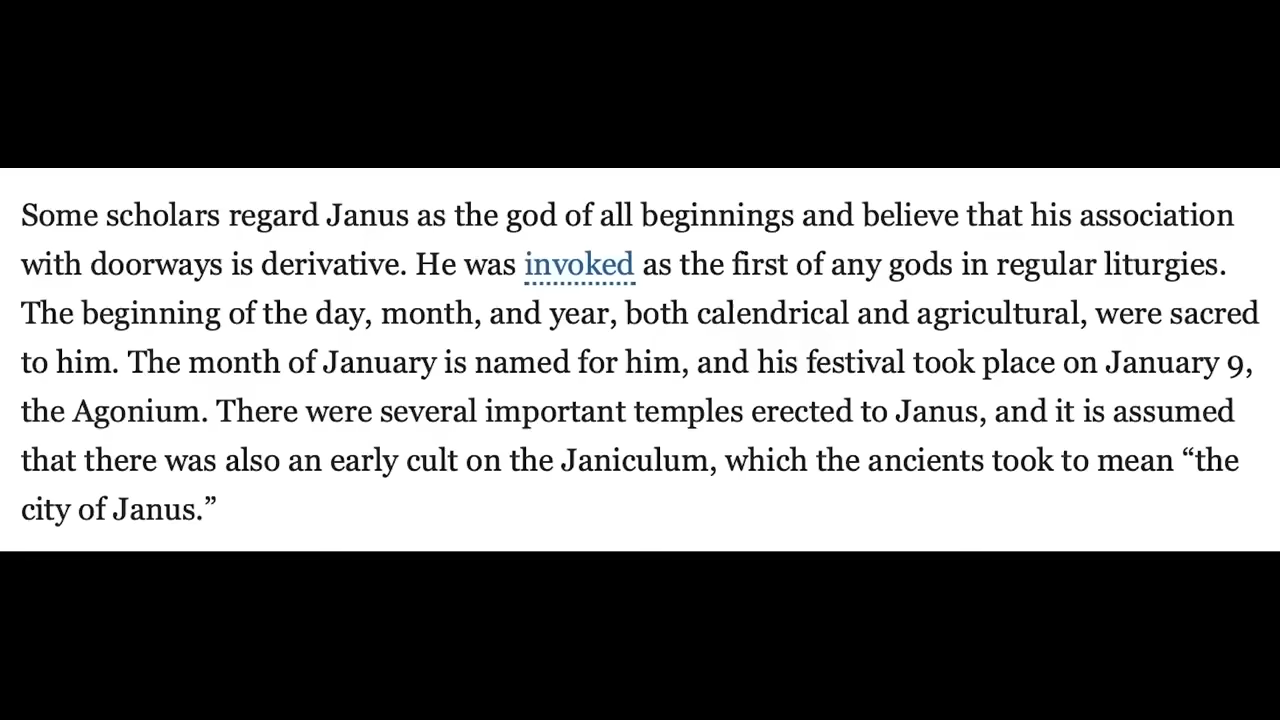 Some scholars regard Janus as the god of all beginnings and believe that his association
with doorways is derivative. He was invoked as the first of any gods in regular liturgies.
The beginning of the day, month, and year, both calendrical and agricultural, were sacred
to him. The month of January is named for him, and his festival took place on January 9,
the Agonium. There were several important temples erected to Janus, and it is assumed
that there was also an early cult on the Janiculum, which the ancients took to mean “the
city of Janus.”